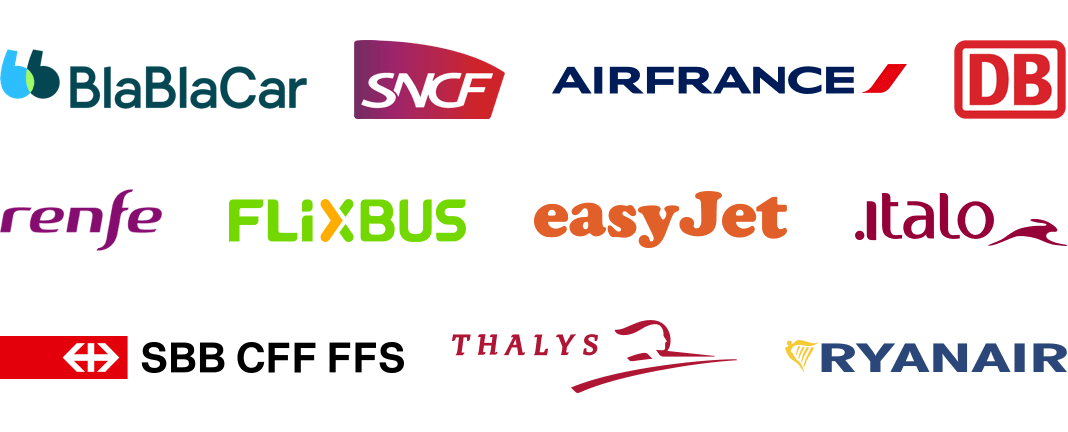 BlaBlaCar SNCF AIRFRANCE DB
renfe FLiXBUS easyJet .italo
SBB CFF FFS THALYS RYANAIR